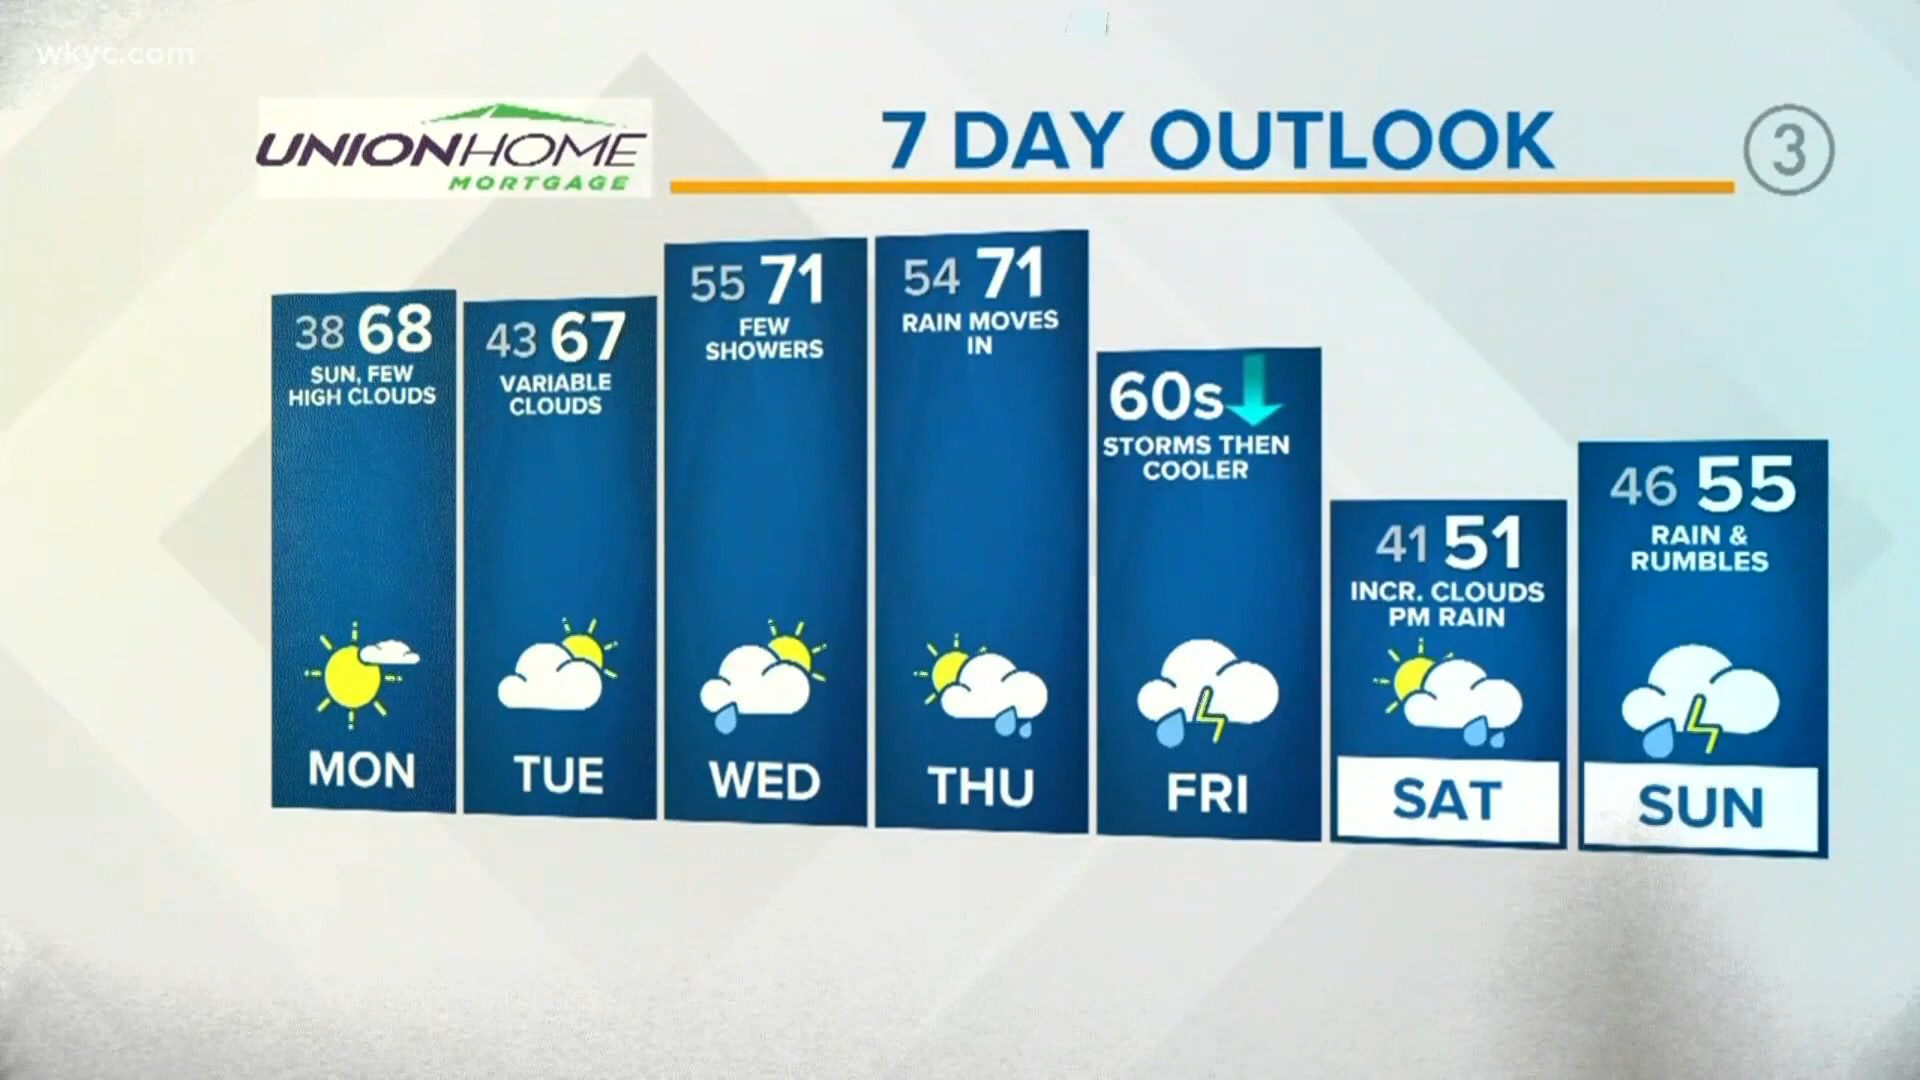 wkyc.com
UNIONHOME
MORTGAGE
7 DAY OUTLOOK
3
38 68
SUN, FEW
HIGH CLOUDS
MON
43 67
VARIABLE
CLOUDS
TUE
55 71
FEW
SHOWERS
WED
54 71
RAIN MOVES
IN
THU
60s
STORMS THEN
COOLER
FRI
41 51
INCR. CLOUDS
PM RAIN
SAT
46 55
RAIN &
RUMBLES
SUN